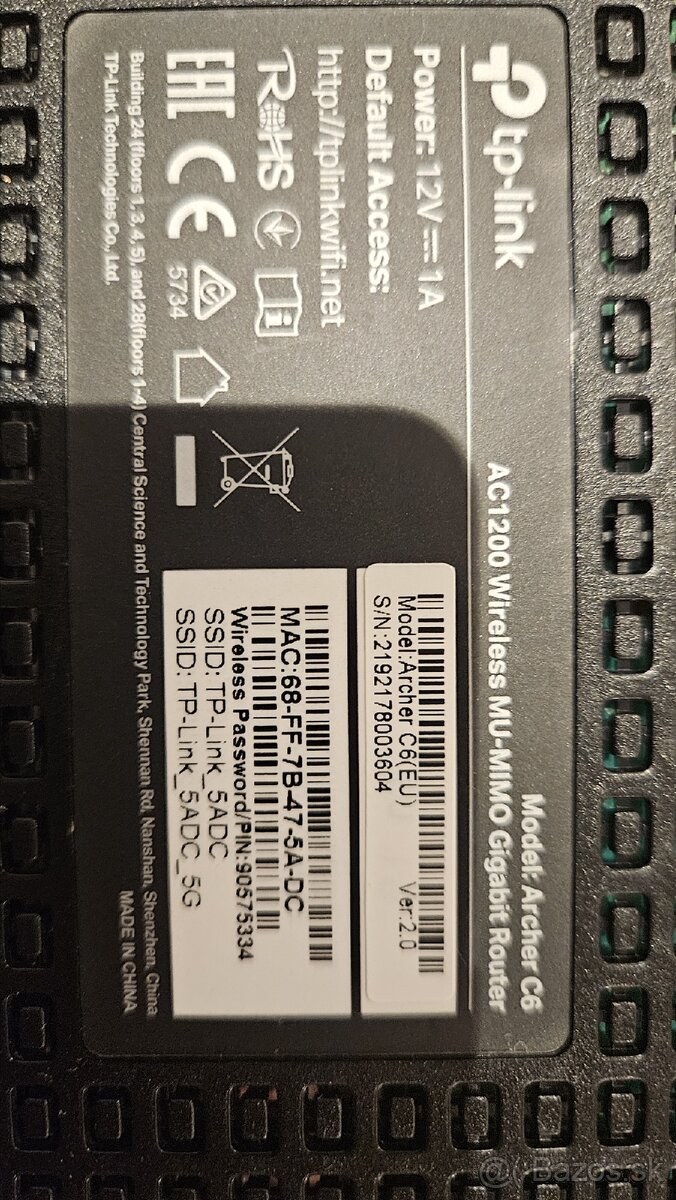 tp-link
Model: Archer C6
AC1200 Wireless MU-MIMO Gigabit Router
Power: 12V⎓1A
Default Access:
http://tplinkwifi.net
RoHS
EAC CE
5734
Model:Archer C6(EU) Ver:2.0
S/N:2192178003604
MAC:68-FF-7B-47-5A-DC
Wireless Password/PIN:90575334
SSID: TP-Link_5ADC
SSID: TP-Link_5ADC_5G
Building 24 (floors 1,3,4,5) and 28(floors 1-4) Central Science and Technology Park, Shennan Rd, Nanshan, Shenzhen, China
TP-Link Technologies Co., Ltd.
MADE IN CHINA
@ Bazos.sk